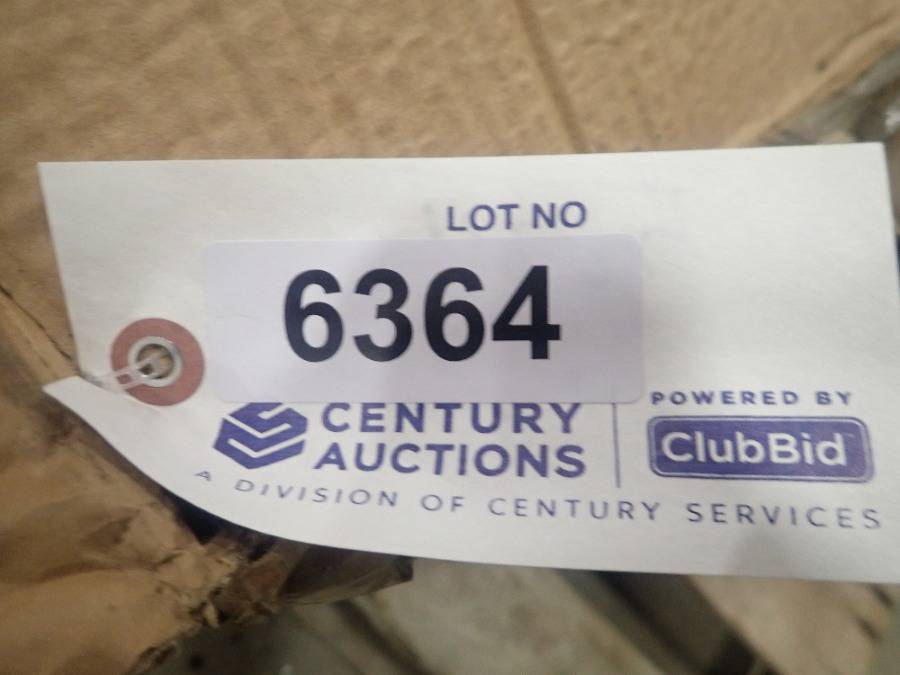 LOT NO
6364
CENTURY
AUCTIONS
A DIVISION OF CENTURY SERVICES
POWERED BY
ClubBid